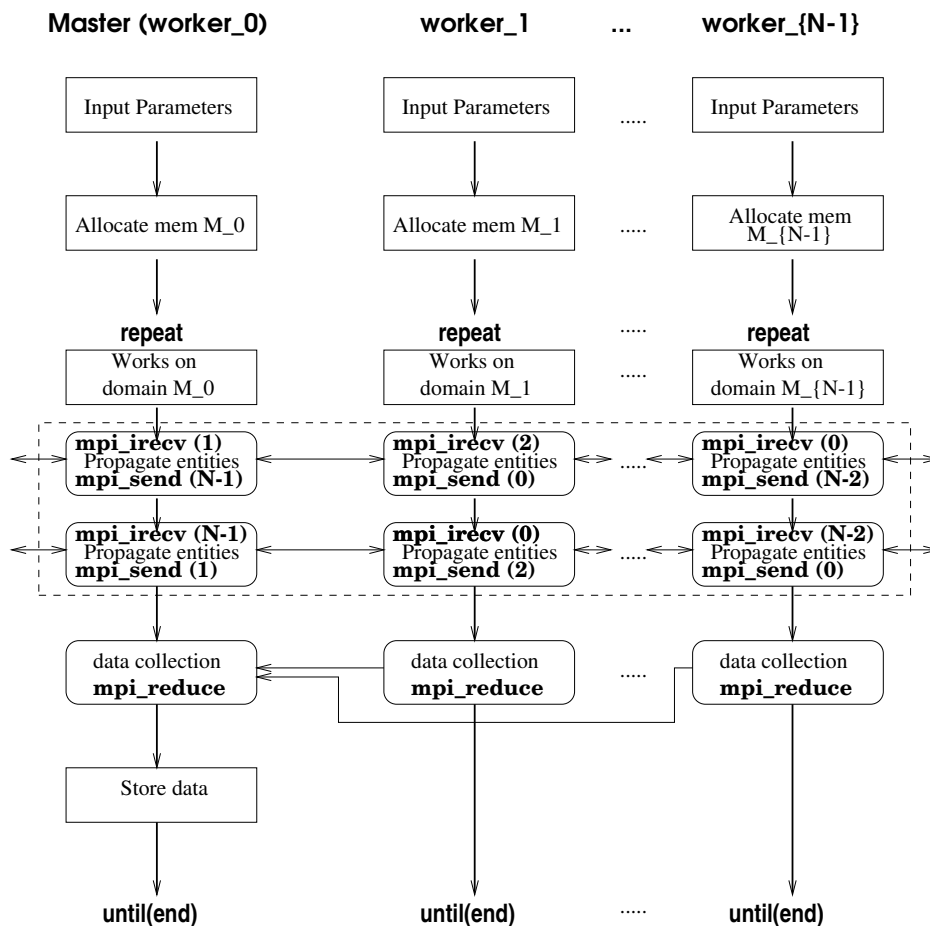 Master (worker_0) worker_1 ... worker_{N-1}
Input Parameters Input Parameters ..... Input Parameters
Allocate mem M_0 Allocate mem M_1 ..... Allocate mem
M_{N-1}
repeat repeat ..... repeat
Works on Works on Works on
domain M_0 domain M_1 ..... domain M_{N-1}
mpi_irecv (1) mpi_irecv (2) mpi_irecv (0)
Propagate entities Propagate entities ..... Propagate entities
mpi_send (N-1) mpi_send (0) mpi_send (N-2)
mpi_irecv (N-1) mpi_irecv (0) mpi_irecv (N-2)
Propagate entities Propagate entities ..... Propagate entities
mpi_send (1) mpi_send (2) mpi_send (0)
data collection data collection ..... data collection
mpi_reduce mpi_reduce mpi_reduce
Store data
until(end) until(end) ..... until(end)